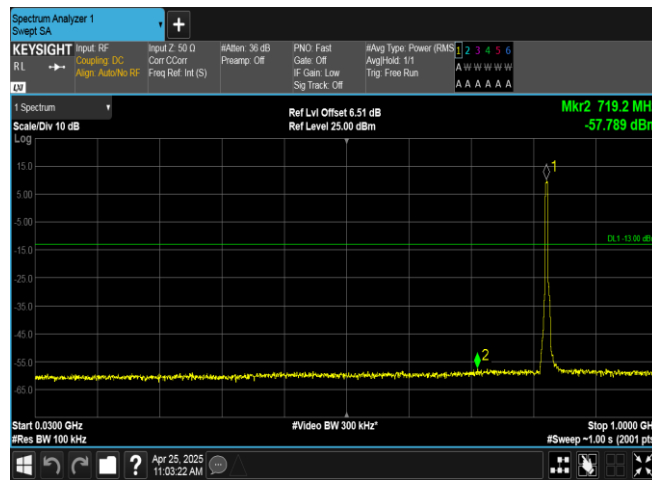 Spectrum Analyzer 1
Swept SA
+
KEYSIGHT
RL
Input: RF
Coupling: DC
Align: Auto/No RF
Input Z: 50 Ω
Corr CCorr
Freq Ref: Int (S)
#Atten: 36 dB
Preamp: Off
PNO: Fast
Gate: Off
IF Gain: Low
Sig Track: Off
#Avg Type: Power (RMS
Avg|Hold: 1/1
Trig: Free Run
1 2 3 4 5 6
A W W W W W
A A A A A A
1 Spectrum
Scale/Div 10 dB
Log
Ref Lvl Offset 6.51 dB
Ref Level 25.00 dBm
Mkr2 719.2 MH
-57.789 dBm
15.0
5.00
-5.00
-15.0
-25.0
-35.0
-45.0
-55.0
-65.0
1
DL1 -13.00 dB
2
Start 0.0300 GHz
#Res BW 100 kHz
#Video BW 300 kHz*
Stop 1.0000 GH
#Sweep ~1.00 s (2001 pts
?
Apr 25, 2025
11:03:22 AM